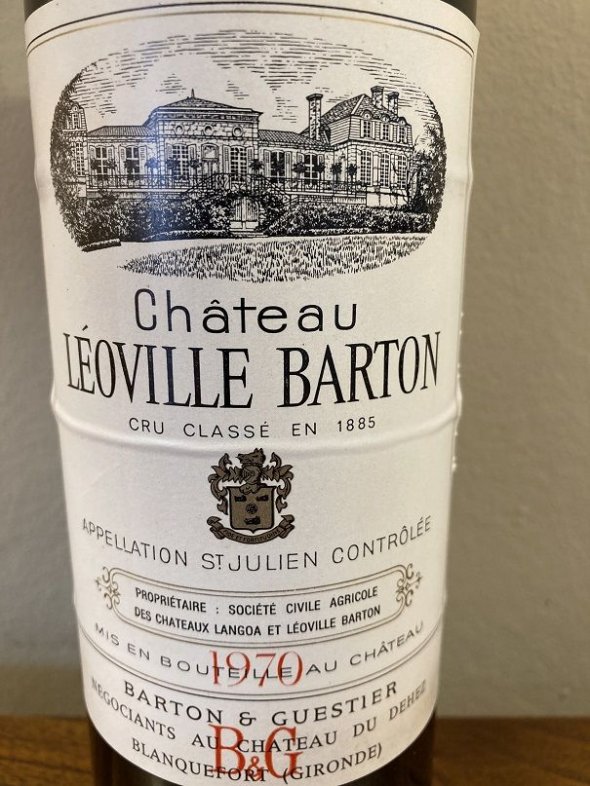 Château
LÉOVILLE BARTON
CRU CLASSÉ EN 1885
APPELLATION ST JULIEN CONTRÔLÉE
PROPRIÉTAIRE : SOCIÉTÉ CIVILE AGRICOLE
DES CHATEAUX LANGOA ET LÉOVILLE BARTON
MIS EN BOUTEILLE AU CHÂTEAU
1970
BARTON & GUESTIER
NÉGOCIANTS AU CHATEAU DU DEHEZ
B&G
BLANQUEFORT (GIRONDE)